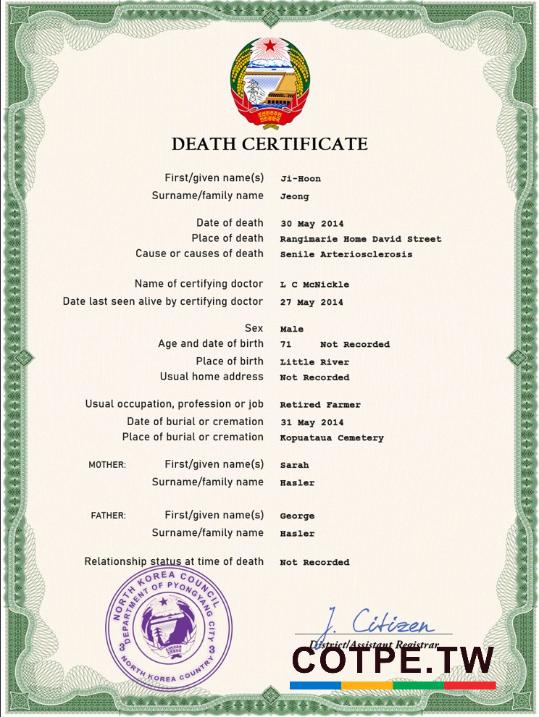 DEATH CERTIFICATE
First/given name(s) Ji-Hoon
Surname/family name Jeong
Date of death 30 May 2014
Place of death Rangimarie Home David Street
Cause or causes of death Senile Arteriosclerosis
Name of certifying doctor L C McNickle
Date last seen alive by certifying doctor 27 May 2014
Sex Male
Age and date of birth 71 Not Recorded
Place of birth Little River
Usual home address Not Recorded
Usual occupation, profession or job Retired Farmer
Date of burial or cremation 31 May 2014
Place of burial or cremation Kopuataua Cemetery
MOTHER: First/given name(s) Sarah
Surname/family name Hasler
FATHER: First/given name(s) George
Surname/family name Hasler
Relationship status at time of death Not Recorded
NORTH KOREA COUNCIL
DEPARTMENT OF PYONGYANG CITY
3 3
NORTH KOREA COUNTRY
J. Citizen
District/Assistant Registrar
COTPE.TW